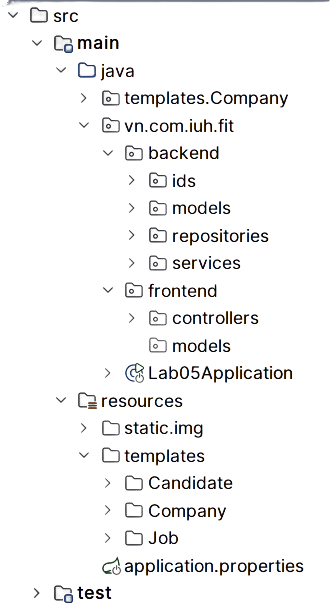 src
main
java
templates.Company
vn.com.iuh.fit
backend
ids
models
repositories
services
frontend
controllers
models
Lab05Application
resources
static.img
templates
Candidate
Company
Job
application.properties
test